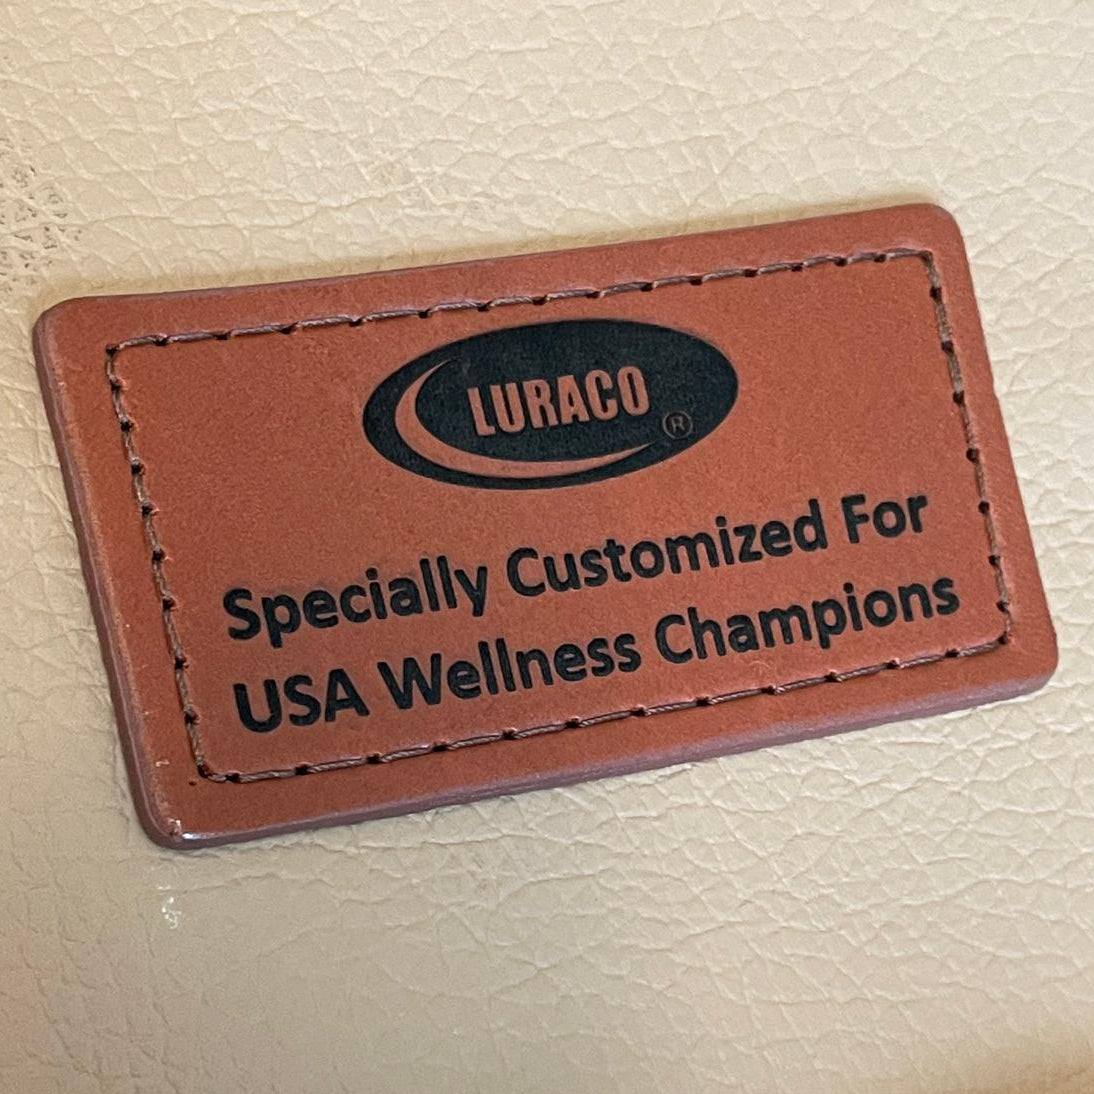 LURACO ®
Specially Customized For
USA Wellness Champions